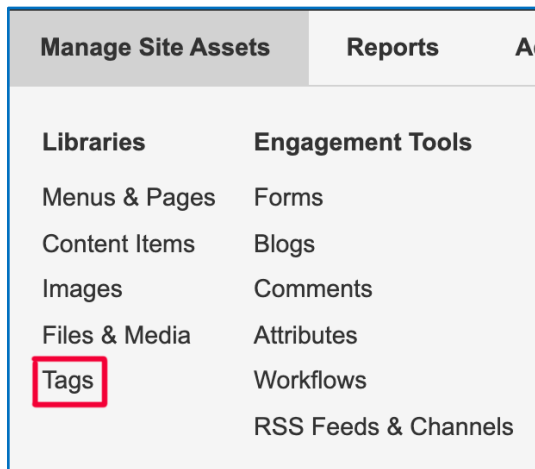 Manage Site Assets
Reports
Libraries
Menus & Pages
Content Items
Images
Files & Media
Tags
Engagement Tools
Forms
Blogs
Comments
Attributes
Workflows
RSS Feeds & Channels